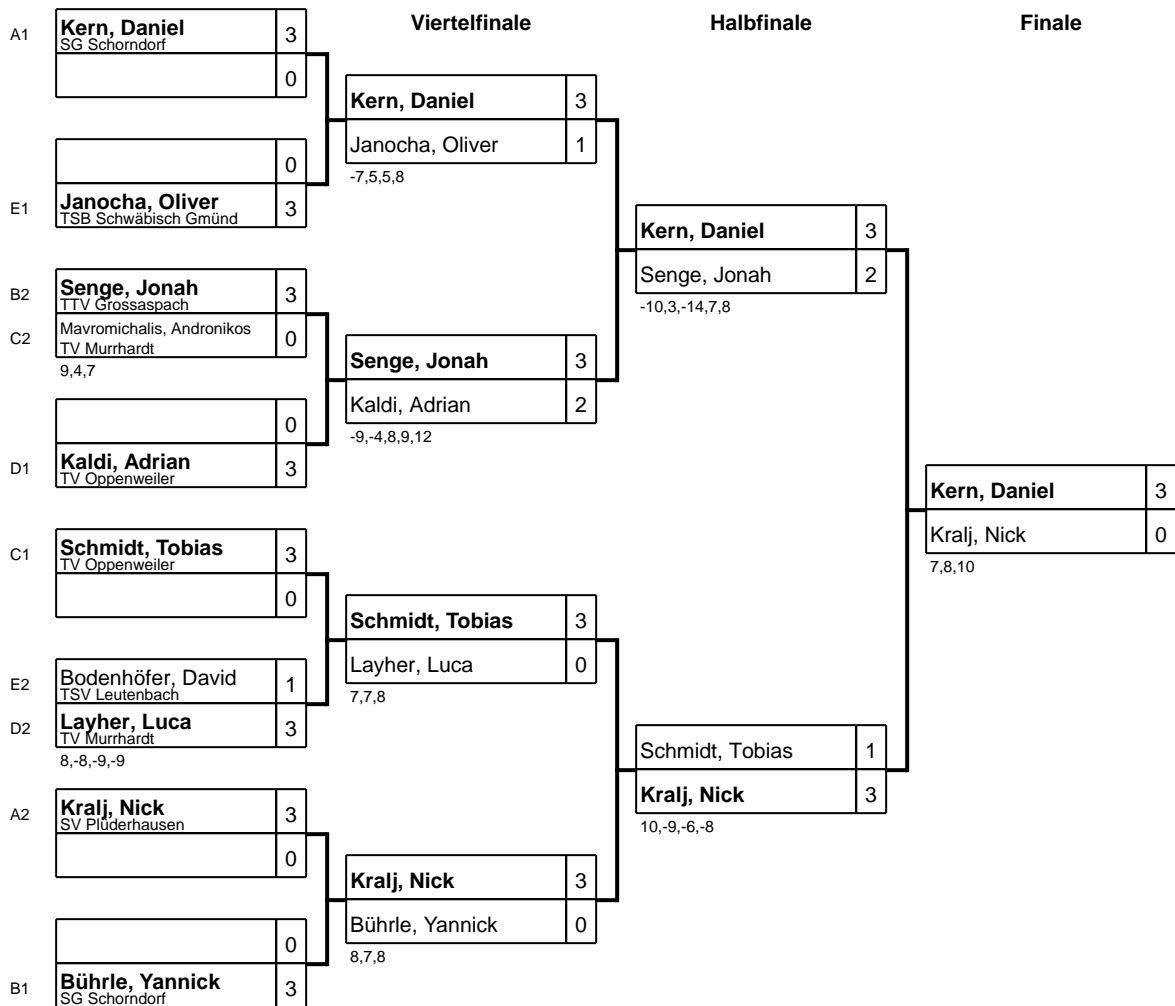 Viertelfinale
Halbfinale
Finale
A1
Kern, Daniel
SG Schorndorf
3
0
0
E1
Janocha, Oliver
TSB Schwäbisch Gmünd
3
B2
Senge, Jonah
TTV Grossaspach
3
C2
Mavromichalis, Andronikos
TV Murrhardt
0
9,4,7
0
D1
Kaldi, Adrian
TV Oppenweiler
3
C1
Schmidt, Tobias
TV Oppenweiler
3
0
E2
Bodenhöfer, David
TSV Leutenbach
1
D2
Layher, Luca
TV Murrhardt
3
8,-8,-9,-9
A2
Kralj, Nick
SV Plüderhausen
3
0
0
B1
Bührle, Yannick
SG Schorndorf
3
Kern, Daniel 3
Janocha, Oliver 1
-7,5,5,8
Senge, Jonah 3
Kaldi, Adrian 2
-9,-4,8,9,12
Schmidt, Tobias 3
Layher, Luca 0
7,7,8
Kralj, Nick 3
Bührle, Yannick 0
8,7,8
Kern, Daniel 3
Senge, Jonah 2
-10,3,-14,7,8
Schmidt, Tobias 1
Kralj, Nick 3
10,-9,-6,-8
Kern, Daniel 3
Kralj, Nick 0
7,8,10